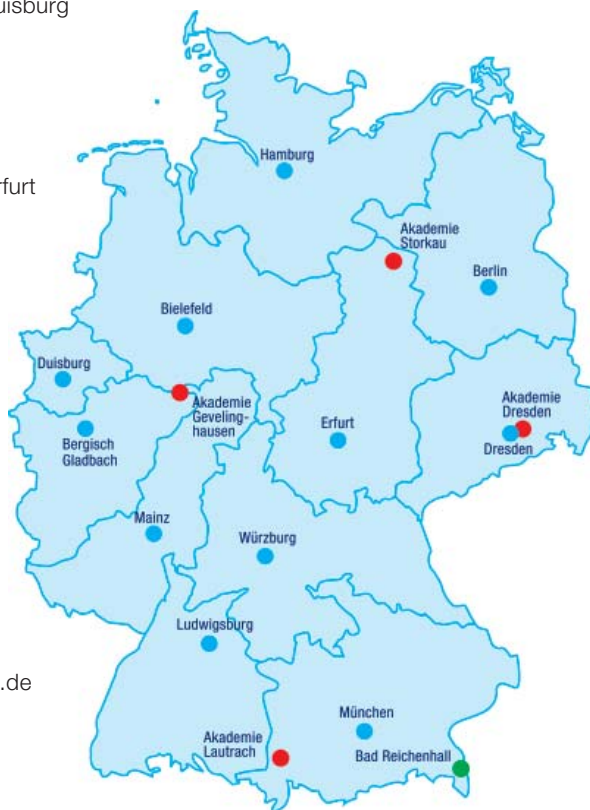 uisburg
Hamburg
rfurt
Akademie
Storkau
Berlin
Bielefeld
Duisburg
Akademie
Geveling-
hausen
Akademie
Dresden
Erfurt
Bergisch
Gladbach
Dresden
Mainz
Würzburg
Ludwigsburg
.de
München
Akademie
Lautrach
Bad Reichenhall